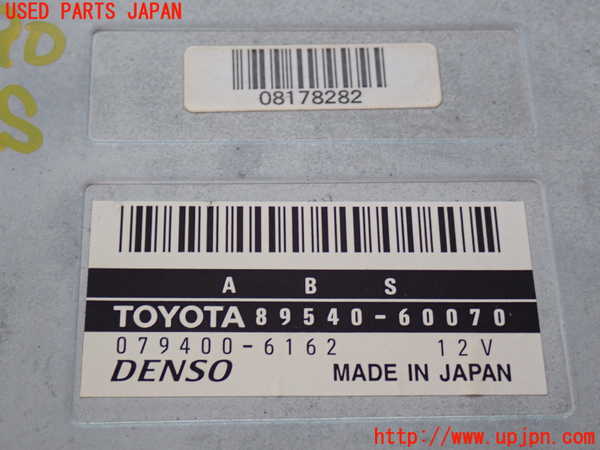 USED PARTS JAPAN
08178282
A B S
TOYOTA 89540-60070
079400-6162 12V
DENSO MADE IN JAPAN
http://www.upjpn.com/